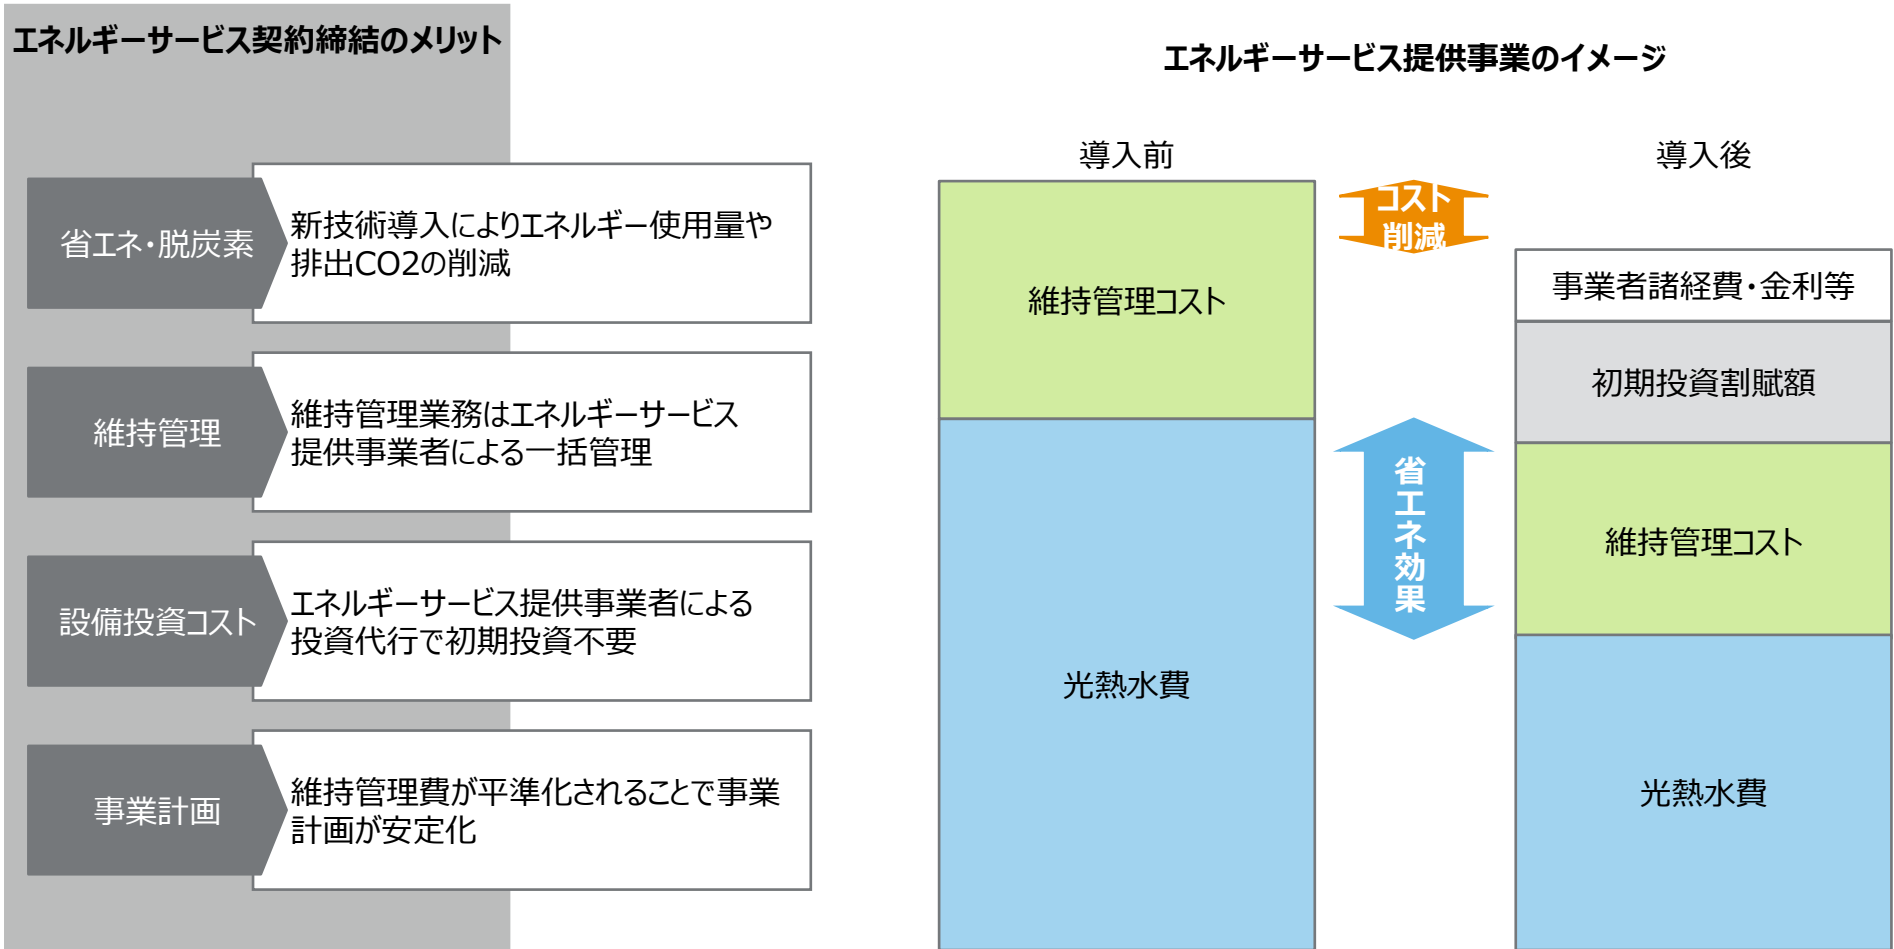 エネルギーサービス契約締結のメリット
省エネ・脱炭素
新技術導入によりエネルギー使用量や
排出CO2の削減
維持管理
維持管理業務はエネルギーサービス
提供事業者による一括管理
設備投資コスト
エネルギーサービス提供事業者による
投資代行で初期投資不要
事業計画
維持管理費が平準化されることで事業
計画が安定化
エネルギーサービス提供事業のイメージ
導入前
維持管理コスト
光熱水費
コスト
削減
省エネ効果
導入後
事業者諸経費・金利等
初期投資割賦額
維持管理コスト
光熱水費